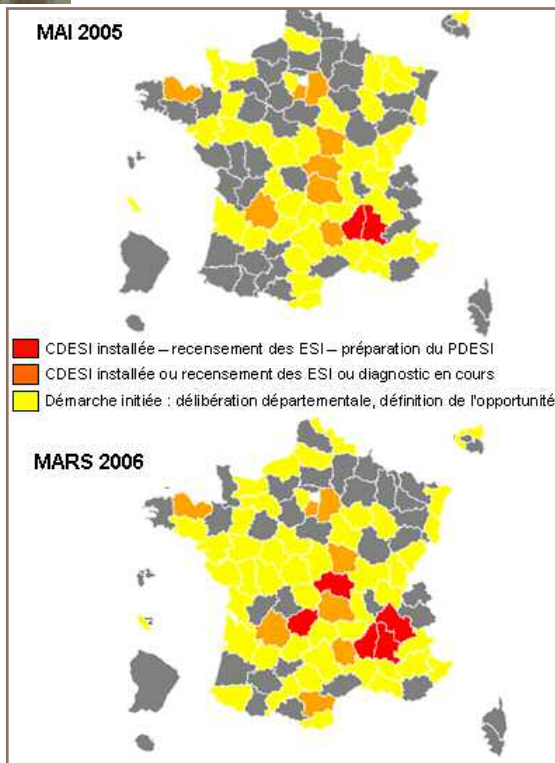 MAI 2005
CDESI installée – recensement des ESI – préparation du PDESI
CDESI installée ou recensement des ESI ou diagnostic en cours
Démarche initiée : délibération départementale, définition de l'opportunité
MARS 2006